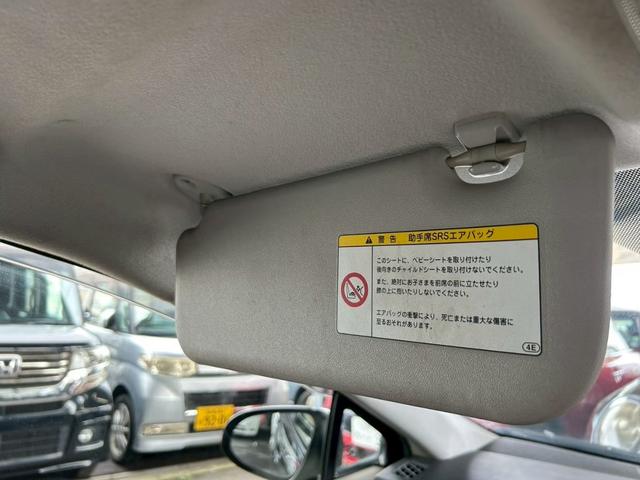 警告 助手席SRSエアバッグ
このシートに、ベビーシートを取り付けたり
後向きのチャイルドシートを取り付けないでください。
また、絶対にお子さまを前席の前に立たせたり
膝の上に抱いたりしないでください。
エアバッグの衝撃により、死亡または重大な傷害に
至るおそれがあります。
4E